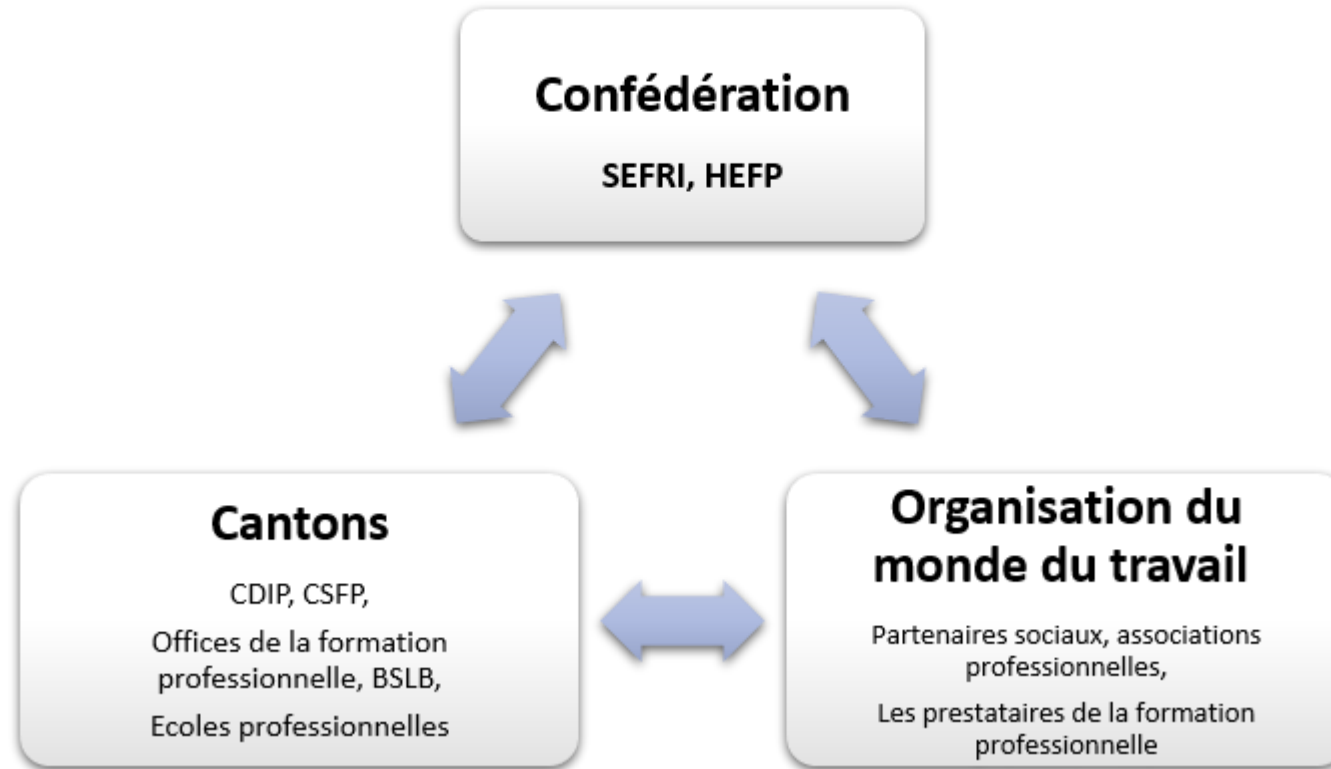 Confédération
SEFRI, HEFP
Cantons
CDIP, CSFP,
Offices de la formation
professionnelle, BSLB,
Ecoles professionnelles
Organisation du
monde du travail
Partenaires sociaux, associations
professionnelles,
Les prestataires de la formation
professionnelle